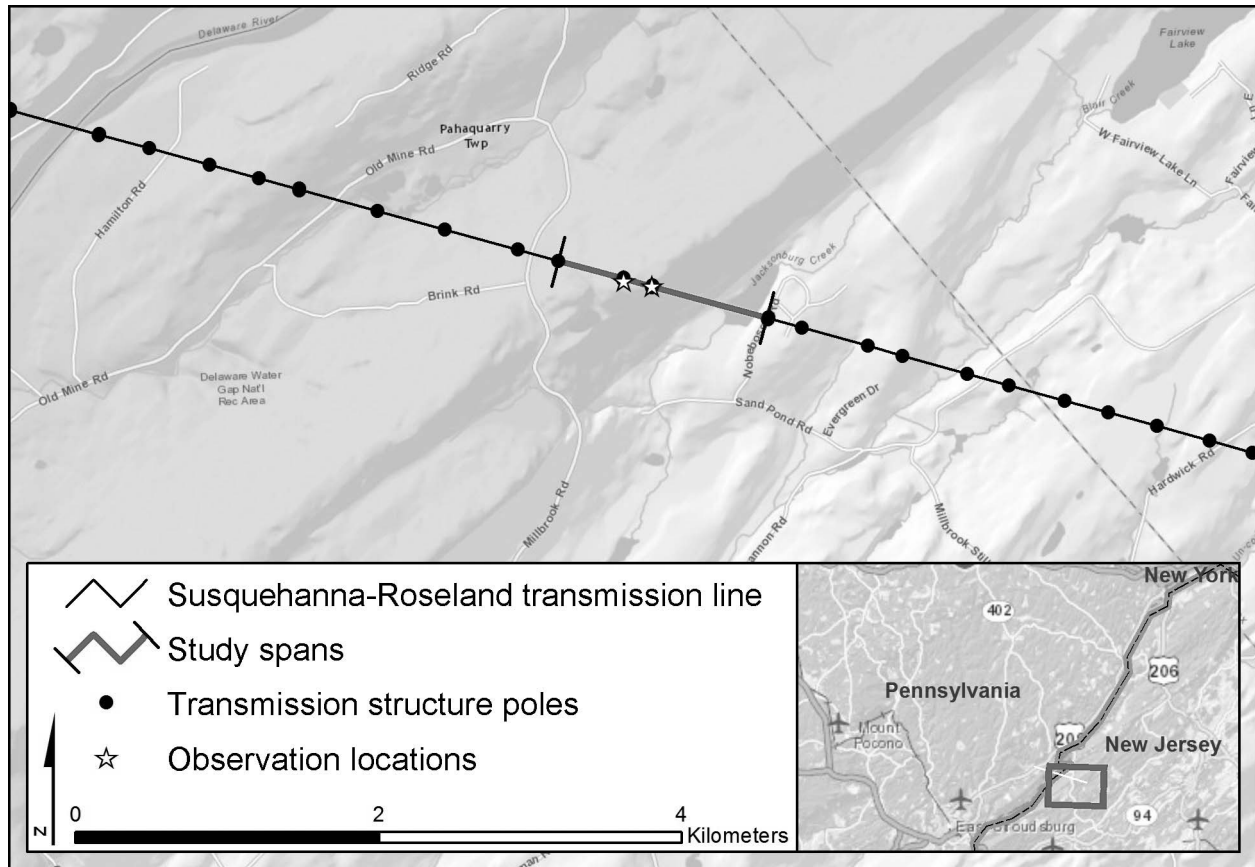 Delaware River
Fairview
Lake
Ridge Rd
Blair Creek
Pahaquarry
Twp
W Fairview Lake Ln
Old Mine Rd
Hamilton Rd
Jacksonburg Creek
Brink Rd
Old Mine Rd
Delaware Water
Gap Nat'l
Rec Area
Sand Pond Rd
Evergreen Dr
Hardwick Rd
Millbrook Rd
Susquehanna-Roseland transmission line
Study spans
Transmission structure poles
Observation locations
N
0
2
4
Kilometers
New York
402
206
Pennsylvania
Mount
Pocono
New Jersey
94